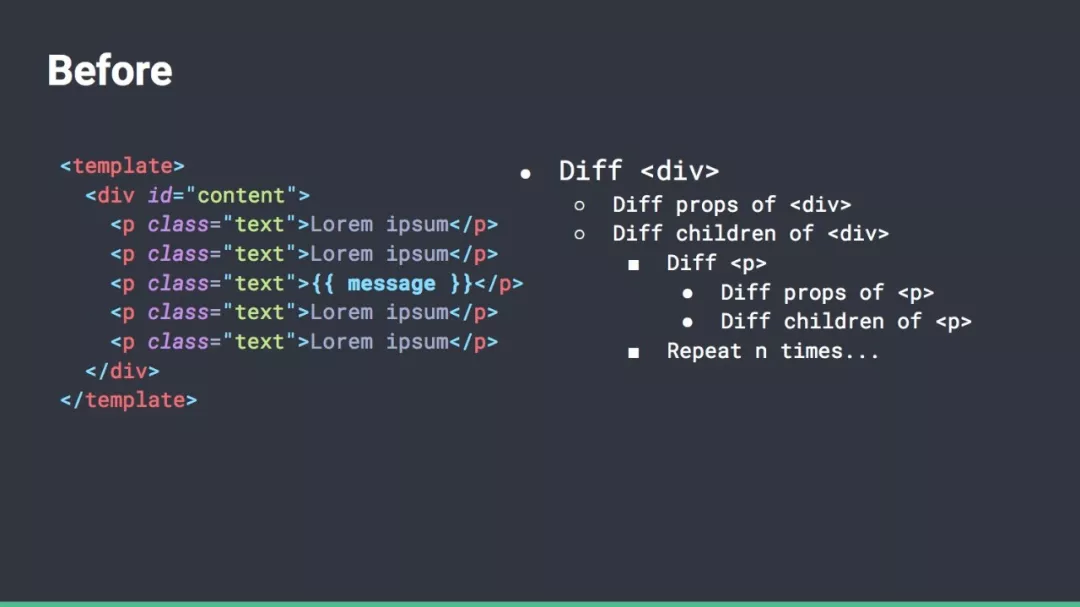 Before
<template>
<div id="content">
<p class="text">Lorem ipsum</p>
<p class="text">Lorem ipsum</p>
<p class="text">{{ message }}</p>
<p class="text">Lorem ipsum</p>
<p class="text">Lorem ipsum</p>
</div>
</template>
● Diff <div>
○ Diff props of <div>
○ Diff children of <div>
■ Diff <p>
● Diff props of <p>
● Diff children of <p>
■ Repeat n times...